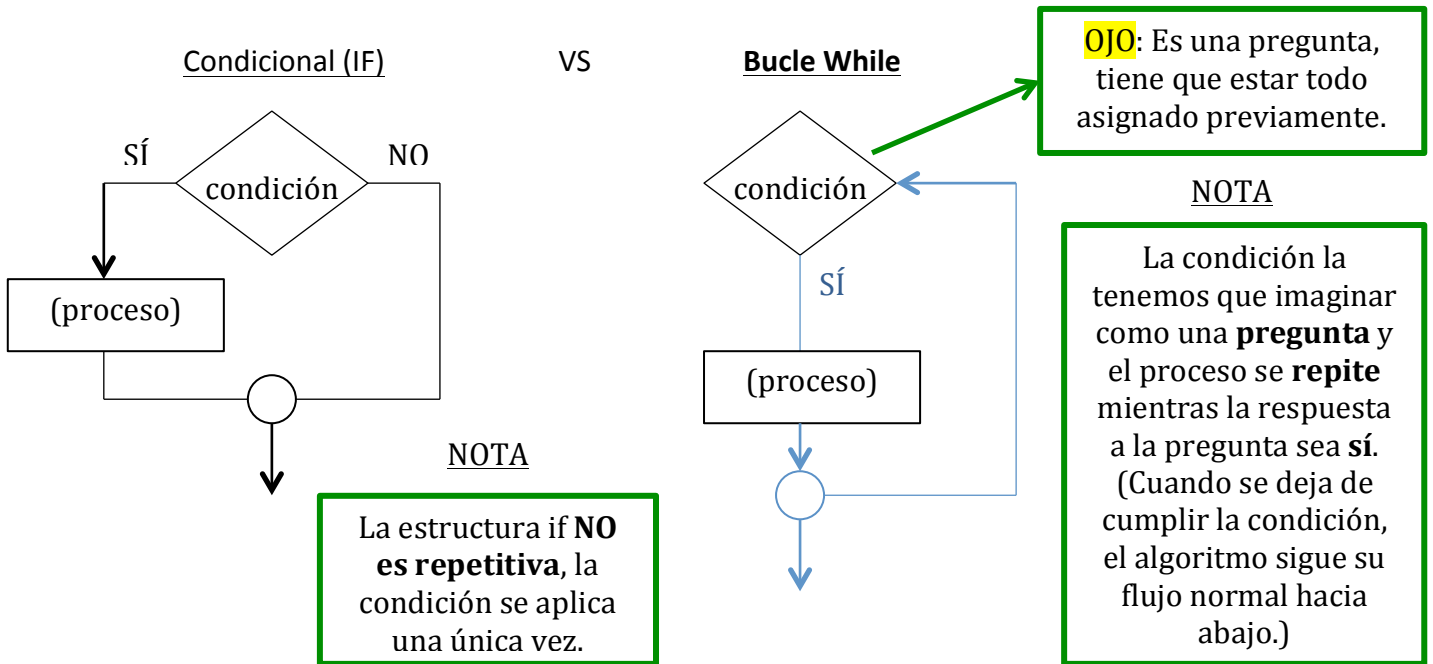 Condicional (IF)
VS
Bucle While
SÍ
NO
condición
(proceso)
NOTA
La estructura if NO
es repetitiva, la
condición se aplica
una única vez.
condición
SÍ
(proceso)
OJO: Es una pregunta,
tiene que estar todo
asignado previamente.
NOTA
La condición la
tenemos que imaginar
como una pregunta y
el proceso se repite
mientras la respuesta
a la pregunta sea sí.
(Cuando se deja de
cumplir la condición,
el algoritmo sigue su
flujo normal hacia
abajo.)